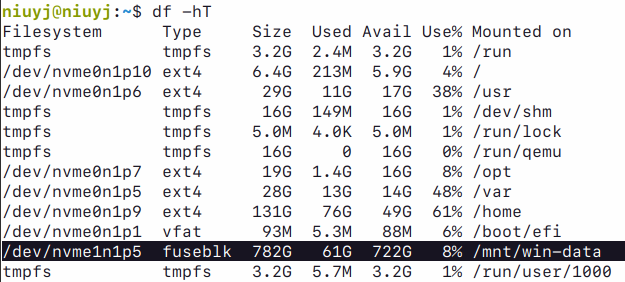 niuyj@niuyj:~$ df -hT
Filesystem     Type     Size  Used Avail Use% Mounted on
tmpfs          tmpfs    3.2G  2.4M  3.2G   1% /run
/dev/nvme0n1p10 ext4    6.4G  213M  5.9G   4% /
/dev/nvme0n1p6 ext4      29G   11G   17G  38% /usr
tmpfs          tmpfs     16G  149M   16G   1% /dev/shm
tmpfs          tmpfs    5.0M  4.0K  5.0M   1% /run/lock
tmpfs          tmpfs     16G     0   16G   0% /run/qemu
/dev/nvme0n1p7 ext4      19G  1.4G   16G   8% /opt
/dev/nvme0n1p5 ext4      28G   13G   14G  48% /var
/dev/nvme0n1p9 ext4     131G   76G   49G  61% /home
/dev/nvme0n1p1 vfat      93M  5.3M   88M   6% /boot/efi
/dev/nvme1n1p5 fuseblk  782G   61G  722G   8% /mnt/win-data
tmpfs          tmpfs    3.2G  5.7M  3.2G   1% /run/user/1000